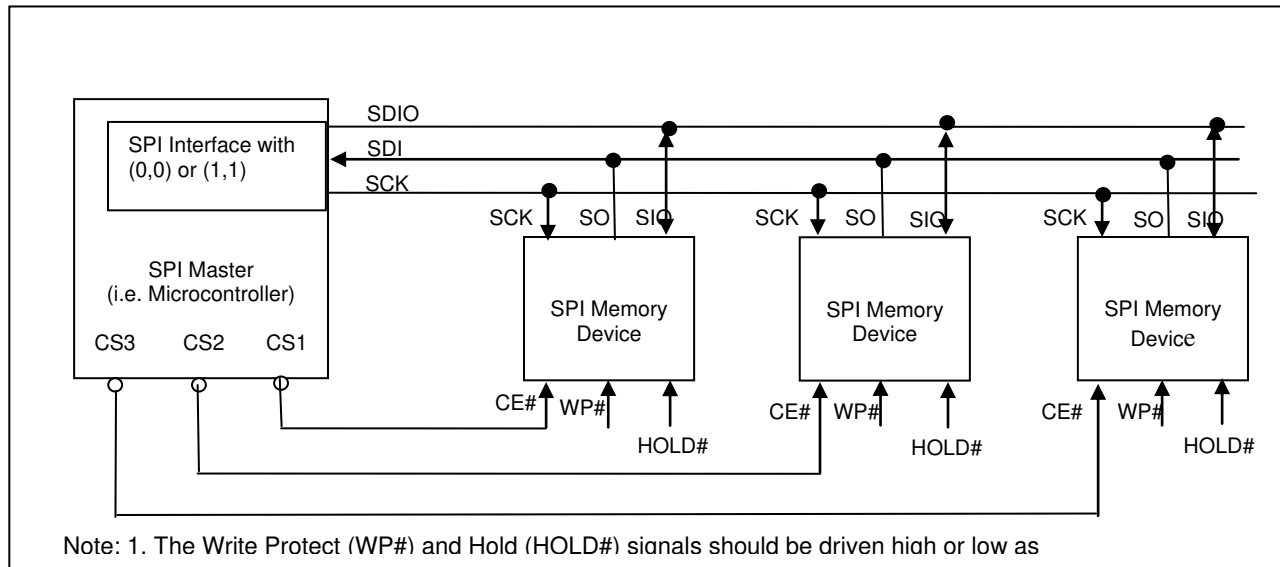 SDIO
SPI Interface with
(0,0) or (1,1)
SDI
SCK
SCK SO SIO SCK SO SIO SCK SO SIO
SPI Master
(i.e. Microcontroller)
SPI Memory
Device
SPI Memory
Device
SPI Memory
Device
CS3 CS2 CS1
CE# WP# HOLD#
CE# WP# HOLD#
CE# WP# HOLD#
Note: 1. The Write Protect (WP#) and Hold (HOLD#) signals should be driven high or low as